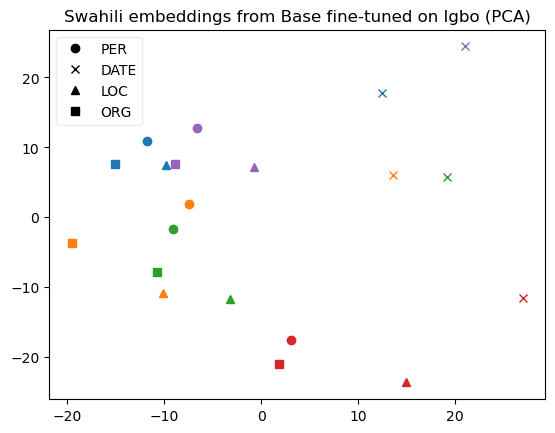 Swahili embeddings from Base fine-tuned on Igbo (PCA)
PER
DATE
LOC
ORG
20
10
0
−10
−20
−20
−10
0
10
20